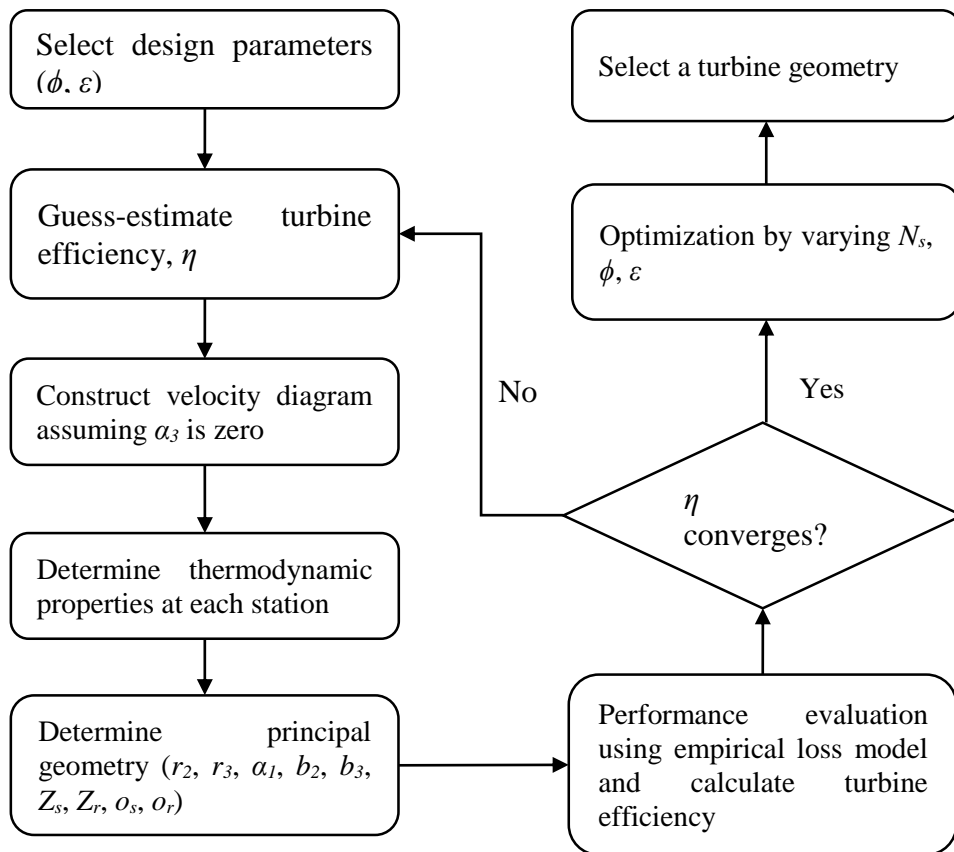 Select design parameters
(ϕ, ε)
Guess-estimate turbine
efficiency, η
Construct velocity diagram
assuming α₃ is zero
Determine thermodynamic
properties at each station
Determine principal
geometry (r₂, r₃, α₁, b₂, b₃,
Zₛ, Zᵣ, oₛ, oᵣ)
Performance evaluation
using empirical loss model
and calculate turbine
efficiency
η
converges?
No
Yes
Optimization by varying Nₛ,
ϕ, ε
Select a turbine geometry